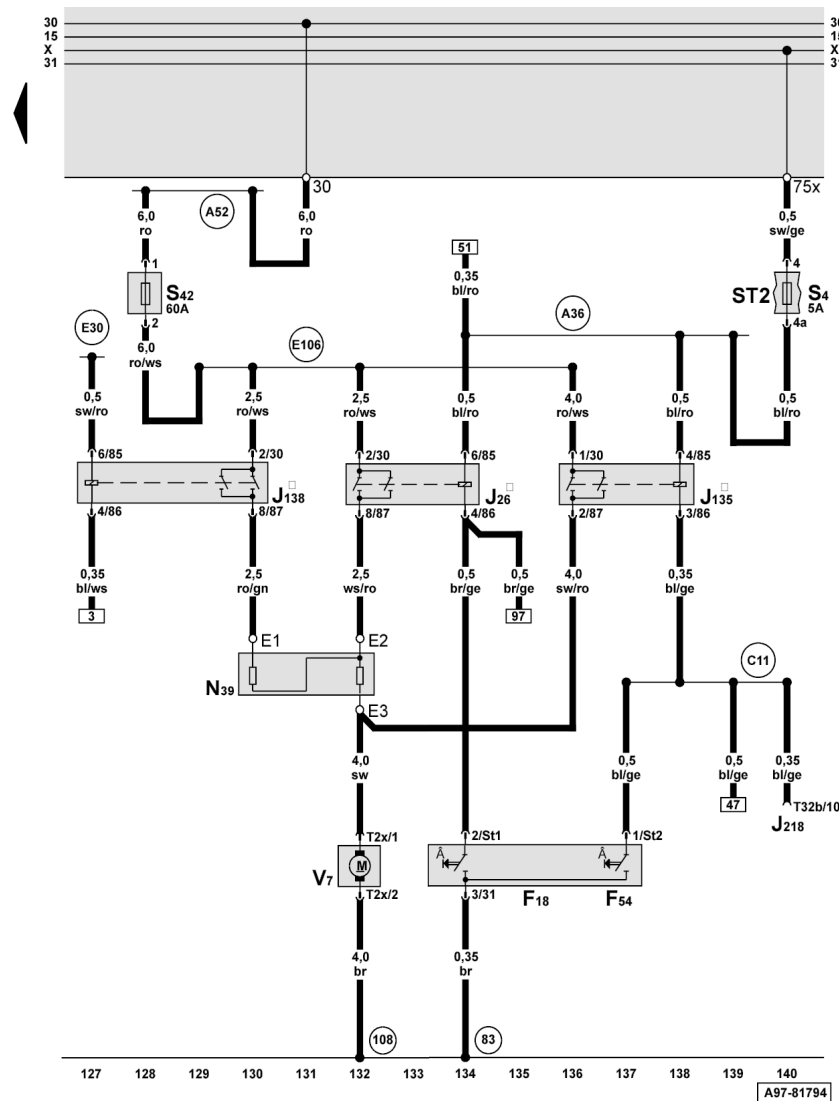 30 30
15 15
X X
31 31
30 75x
A52
6,0 ro
6,0 ro
0,5 sw/ge
51
0,35 bl/ro
1
S42 60A
2
4
ST2 S4 5A
4a
E30
A36
E106
6,0 ro/ws
0,5 sw/ro
2,5 ro/ws
2,5 ro/ws
0,5 bl/ro
4,0 ro/ws
0,5 bl/ro
0,5 bl/ro
6/85 2/30 2/30 6/85 1/30 4/85
J138 J26 J135
4/86 8/87 8/87 4/86 2/87 3/86
0,35 bl/ws
2,5 ro/gn
2,5 ws/ro
0,5 br/ge
0,5 br/ge
4,0 sw/ro
0,35 bl/ge
3 97
E1 E2
C11
N39
E3
4,0 sw
0,5 bl/ge
0,5 bl/ge
0,35 bl/ge
47
T32b/10
J218
T2x/1 2/St1 1/St2
Â Â
M
V7
T2x/2 3/31
F18 F54
4,0 br
0,35 br
108 83
127 128 129 130 131 132 133 134 135 136 137 138 139 140
A97-81794